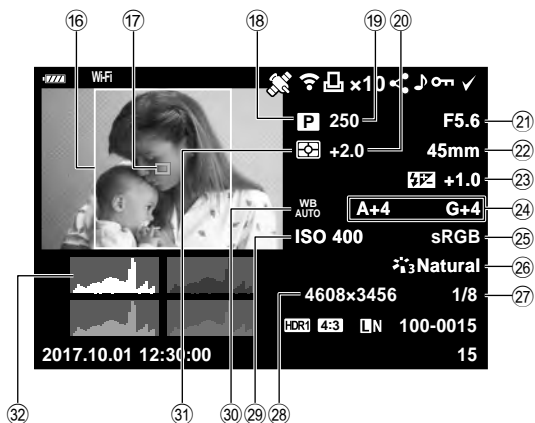 ⑯ ⑰ ⑱ ⑲ ⑳
Wi-Fi ×10
P 250 F5.6 ㉑
+2.0 45mm ㉒
+1.0 ㉓
WB AUTO A+4 G+4 ㉔
ISO 400 sRGB ㉕
3 Natural ㉖
4608×3456 1/8 ㉗
HDR1 4:3 LN 100-0015
2017.10.01 12:30:00 15
㉜ ㉛ ㉚ ㉙ ㉘